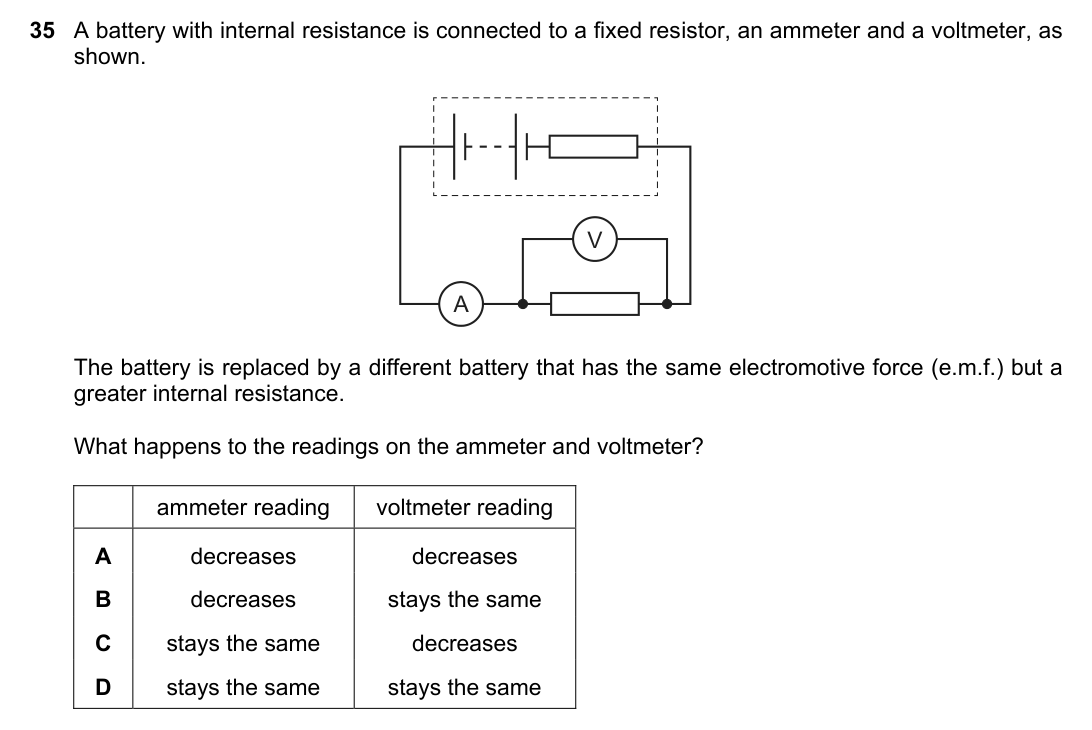 35 A battery with internal resistance is connected to a fixed resistor, an ammeter and a voltmeter, as
shown.
V
A
The battery is replaced by a different battery that has the same electromotive force (e.m.f.) but a
greater internal resistance.
What happens to the readings on the ammeter and voltmeter?
ammeter reading voltmeter reading
A decreases decreases
B decreases stays the same
C stays the same decreases
D stays the same stays the same